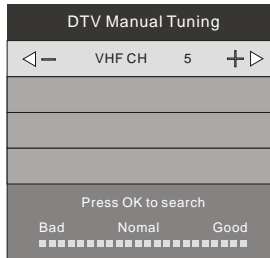 DTV Manual Tuning
— VHF CH 5 +
Press OK to search
Bad Nomal Good